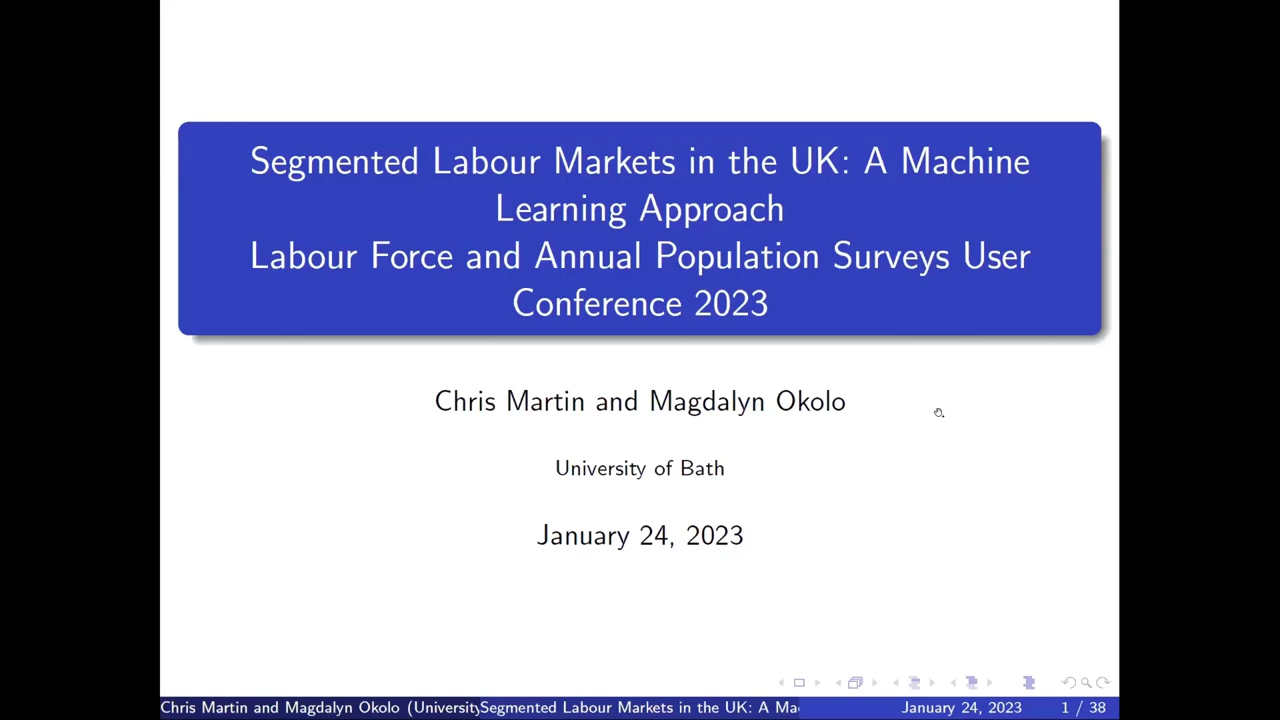 Segmented Labour Markets in the UK: A Machine
Learning Approach
Labour Force and Annual Population Surveys User
Conference 2023
Chris Martin and Magdalyn Okolo
University of Bath
January 24, 2023
Chris Martin and Magdalyn Okolo (University
Segmented Labour Markets in the UK: A Ma
January 24, 2023
1 / 38